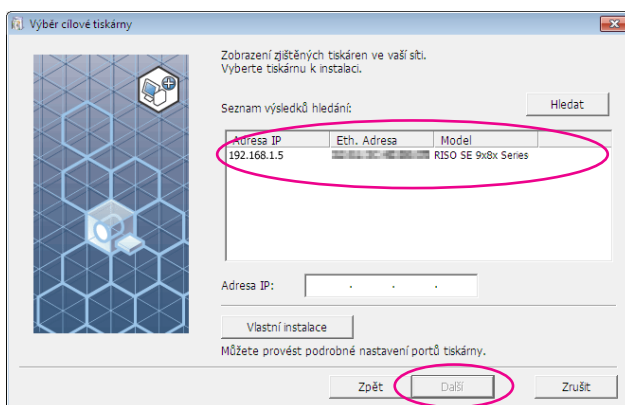 Výběr cílové tiskárny
Zobrazení zjištěných tiskáren ve vaší síti.
Vyberte tiskárnu k instalaci.
Seznam výsledků hledání:
Hledat
Adresa IP Eth. Adresa Model
192.168.1.5 RISO SE 9x8x Series
Adresa IP: . . .
Vlastní instalace
Můžete provést podrobné nastavení portů tiskárny.
Zpět Další Zrušit